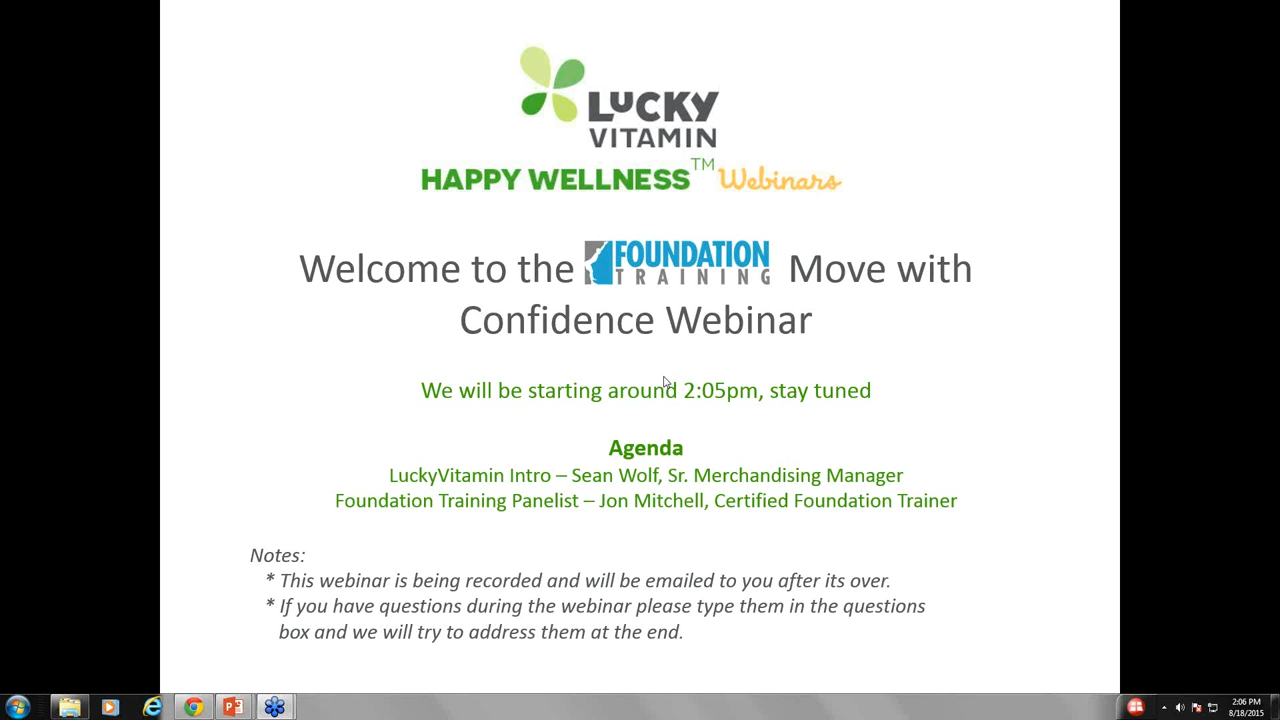 LUCKY
VITAMIN
HAPPY WELLNESS™ Webinars
Welcome to the FOUNDATION TRAINING Move with
Confidence Webinar
We will be starting around 2:05pm, stay tuned
Agenda
LuckyVitamin Intro – Sean Wolf, Sr. Merchandising Manager
Foundation Training Panelist – Jon Mitchell, Certified Foundation Trainer
Notes:
* This webinar is being recorded and will be emailed to you after its over.
* If you have questions during the webinar please type them in the questions
box and we will try to address them at the end.
2:06 PM
8/18/2015